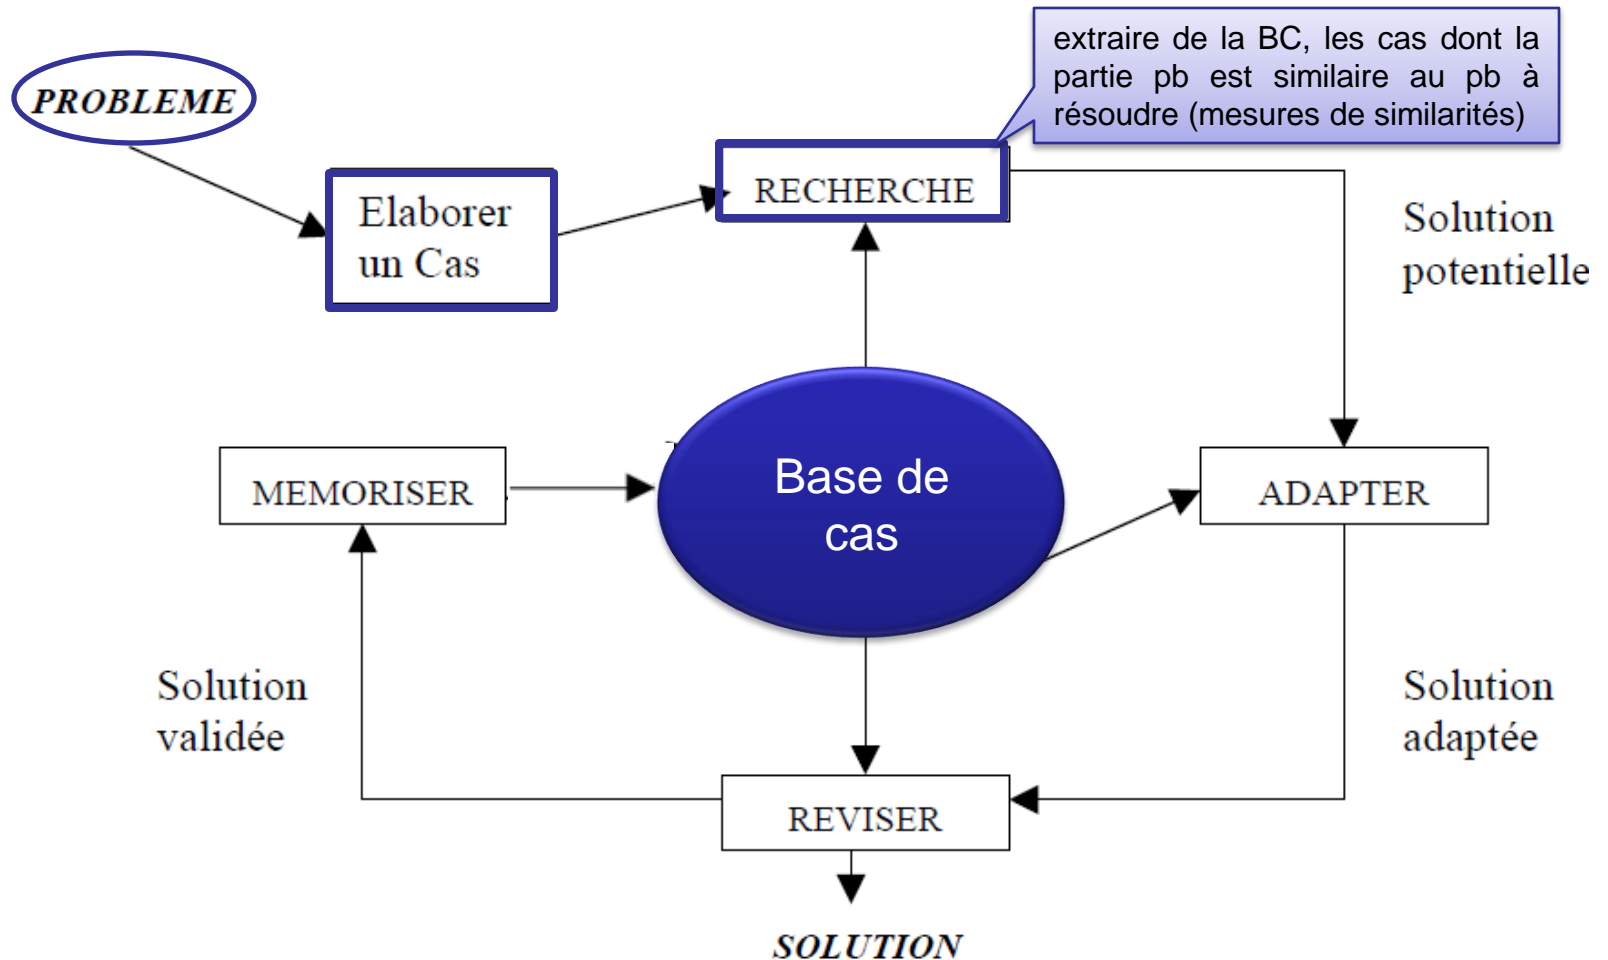 extraire de la BC, les cas dont la
partie pb est similaire au pb à
résoudre (mesures de similarités)
PROBLEME
RECHERCHE
Elaborer
un Cas
Solution
potentielle
Base de
cas
MEMORISER
ADAPTER
Solution
validée
Solution
adaptée
REVISER
SOLUTION